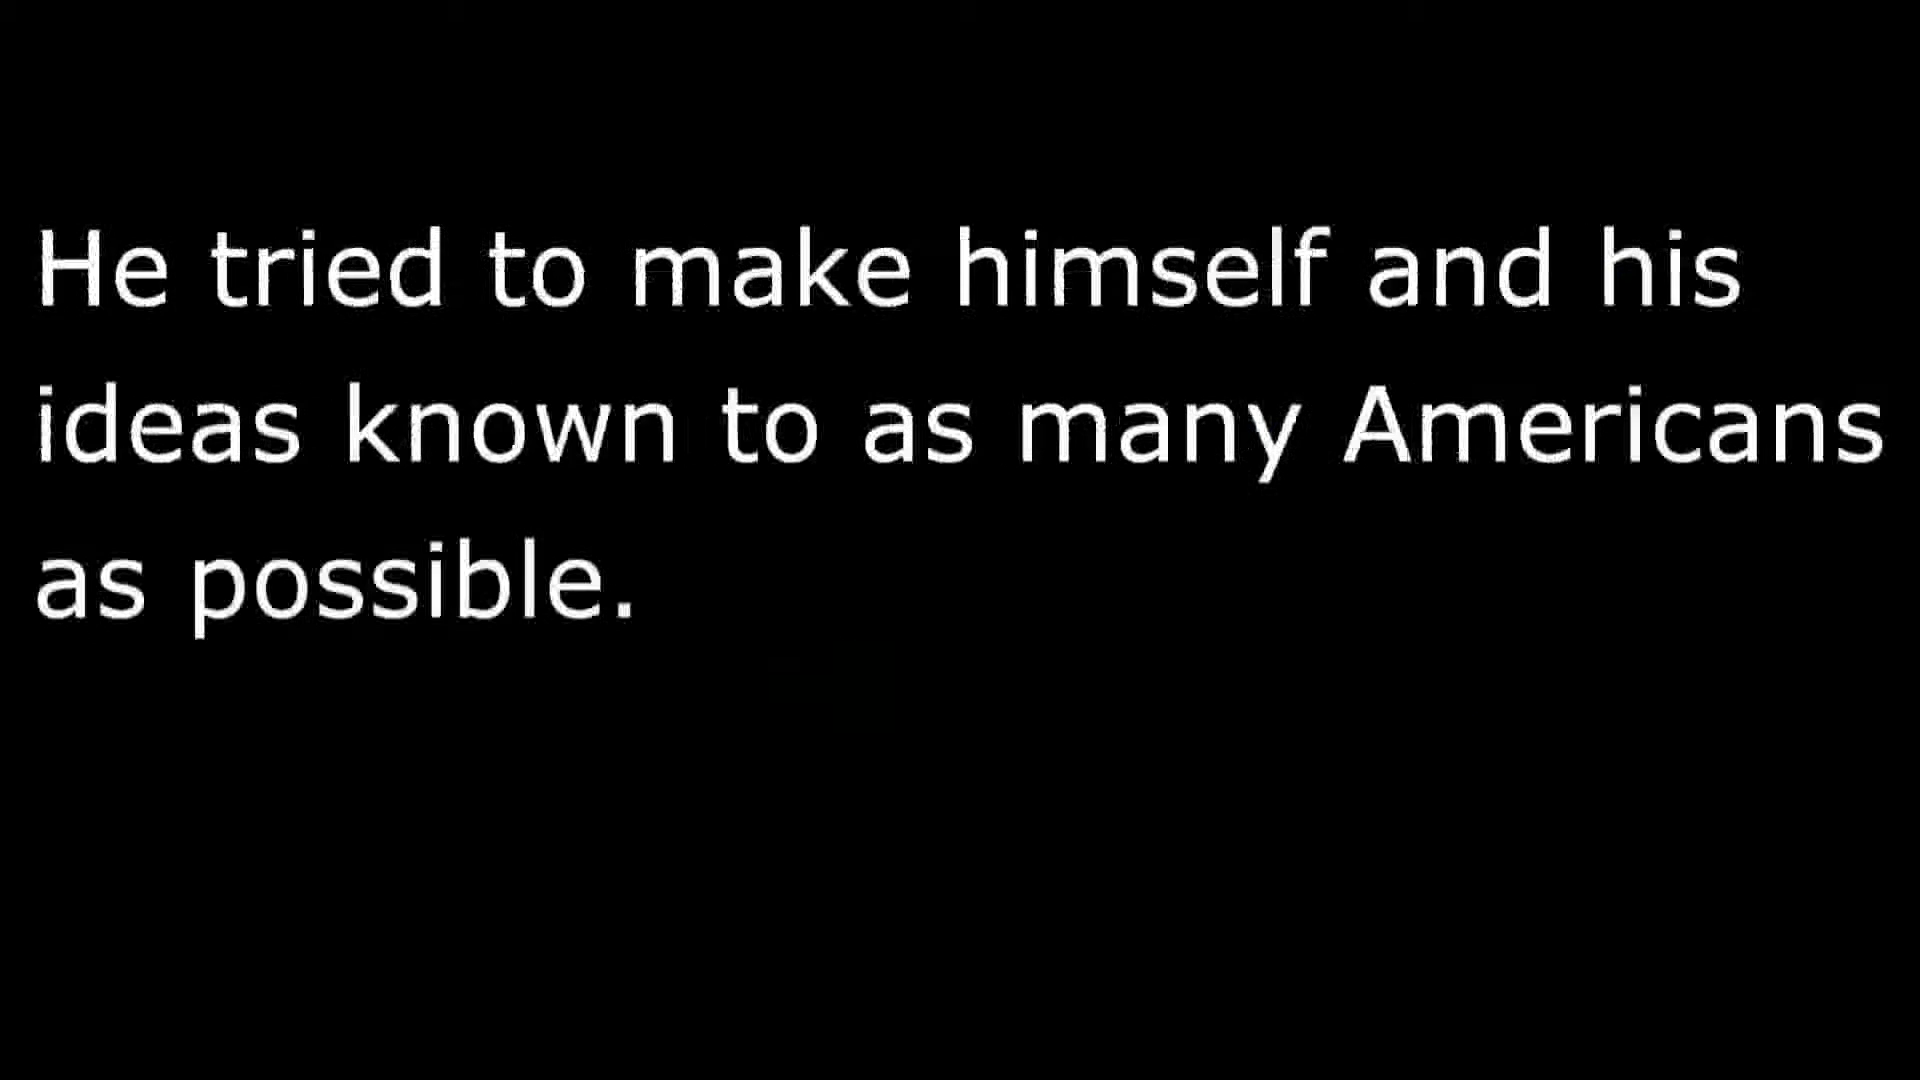 He tried to make himself and his
ideas known to as many Americans
as possible.